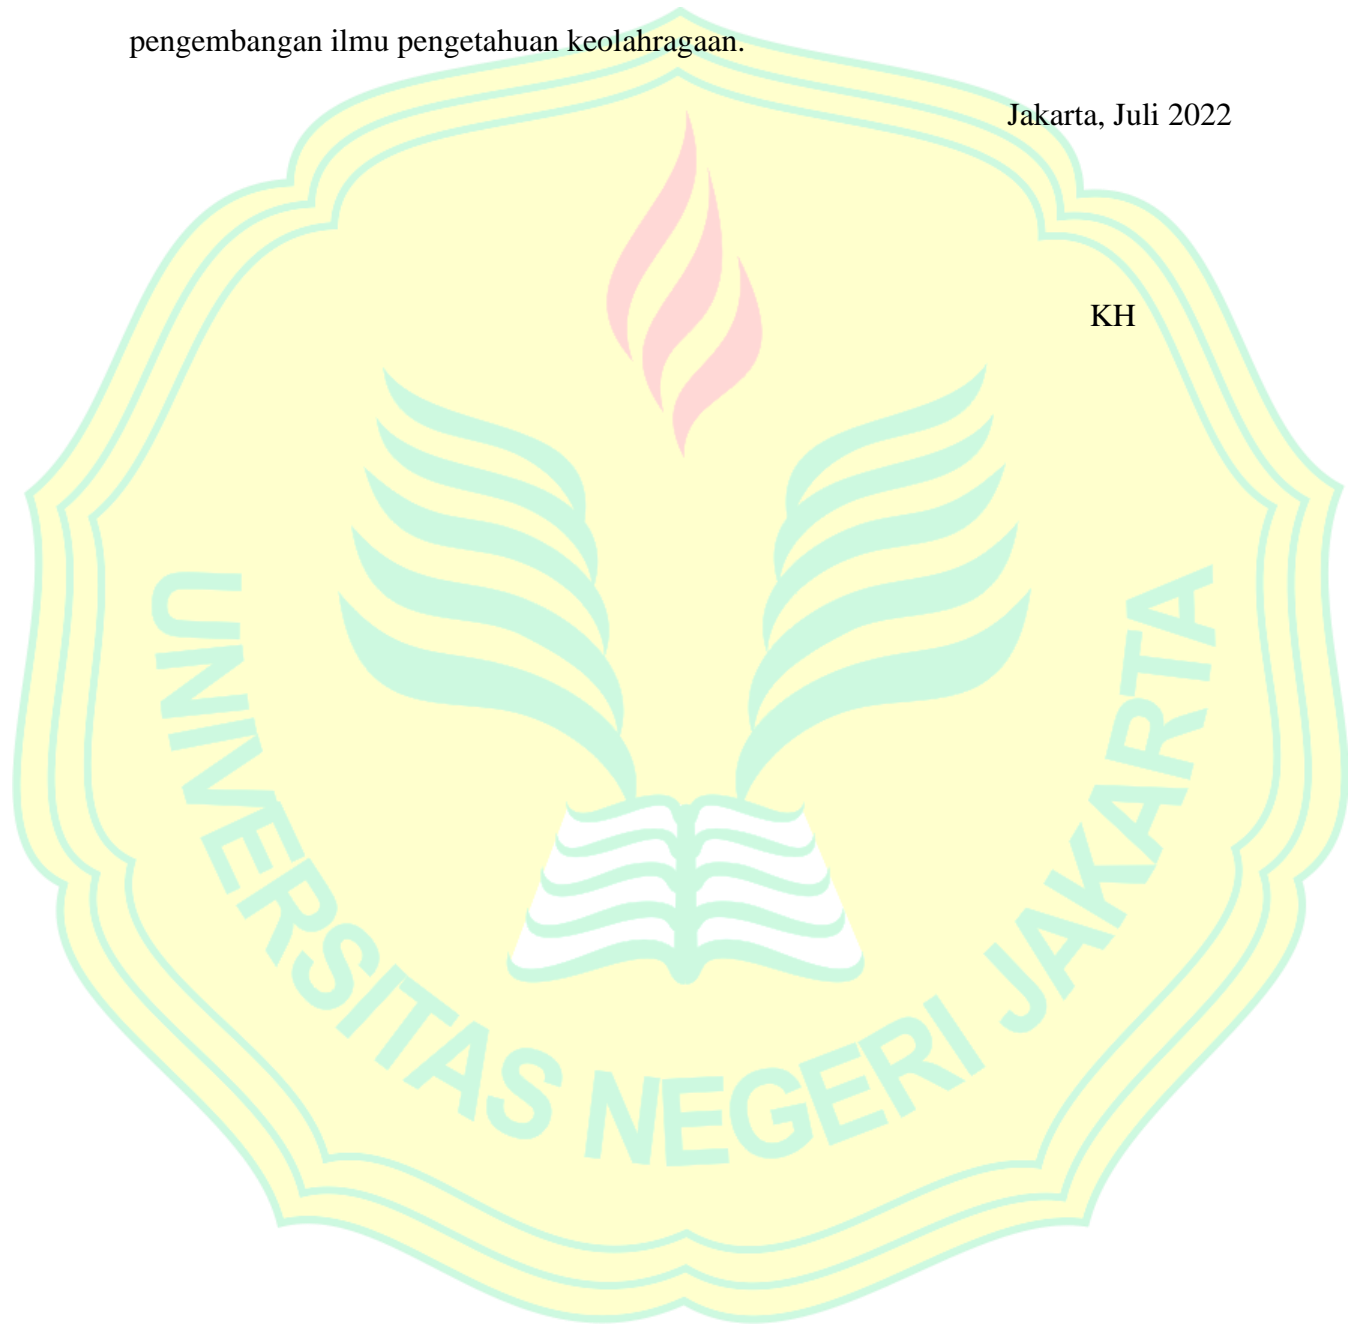 pengembangan ilmu pengetahuan keolahragaan.
Jakarta, Juli 2022
KH
UNIVERSITAS NEGERI JAKARTA